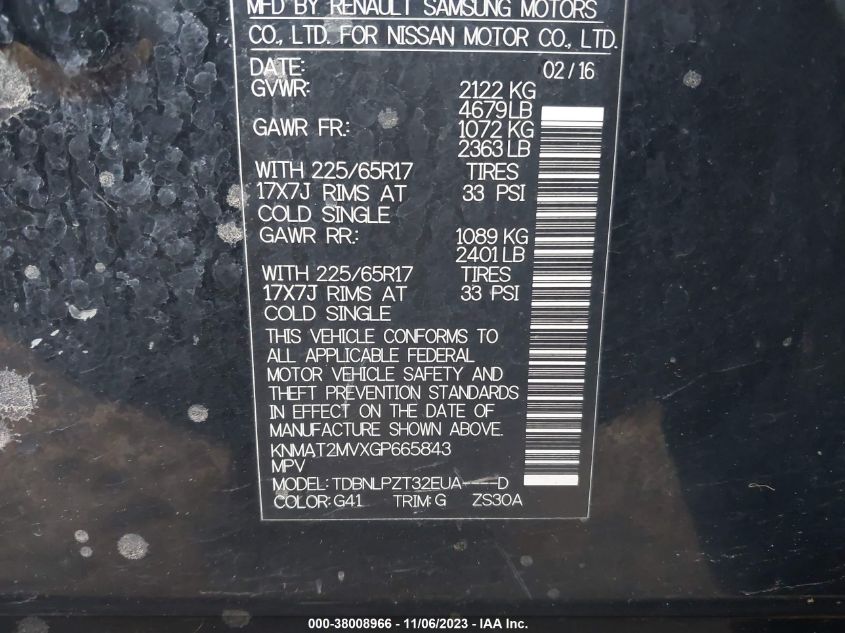 MFD BY RENAULT SAMSUNG MOTORS
CO., LTD. FOR NISSAN MOTOR CO., LTD.
DATE: 02/16
GVWR: 2122 KG
4679 LB
GAWR FR.: 1072 KG
2363 LB
WITH 225/65R17 TIRES
17X7J RIMS AT 33 PSI
COLD SINGLE
GAWR RR.: 1089 KG
2401 LB
WITH 225/65R17 TIRES
17X7J RIMS AT 33 PSI
COLD SINGLE
THIS VEHICLE CONFORMS TO
ALL APPLICABLE FEDERAL
MOTOR VEHICLE SAFETY AND
THEFT PREVENTION STANDARDS
IN EFFECT ON THE DATE OF
MANUFACTURE SHOWN ABOVE.
KNMAT2MVXGP665843
MPV
MODEL: TDBNLPZT32EUA----D
COLOR: G41 TRIM: G ZS30A
000-38008966 - 11/06/2023 - IAA Inc.